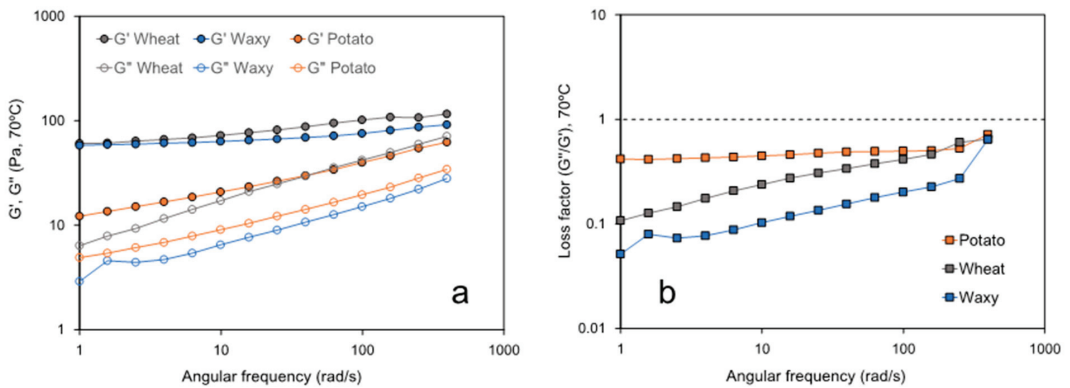 G', G" (Pa, 70°C)
1000
100
10
1
G' Wheat G' Waxy G' Potato
G" Wheat G" Waxy G" Potato
a
1 10 100 1000
Angular frequency (rad/s)
Loss factor (G"/G'), 70°C
10
1
0.1
0.01
Potato
Wheat
Waxy
b
1 10 100 1000
Angular frequency (rad/s)